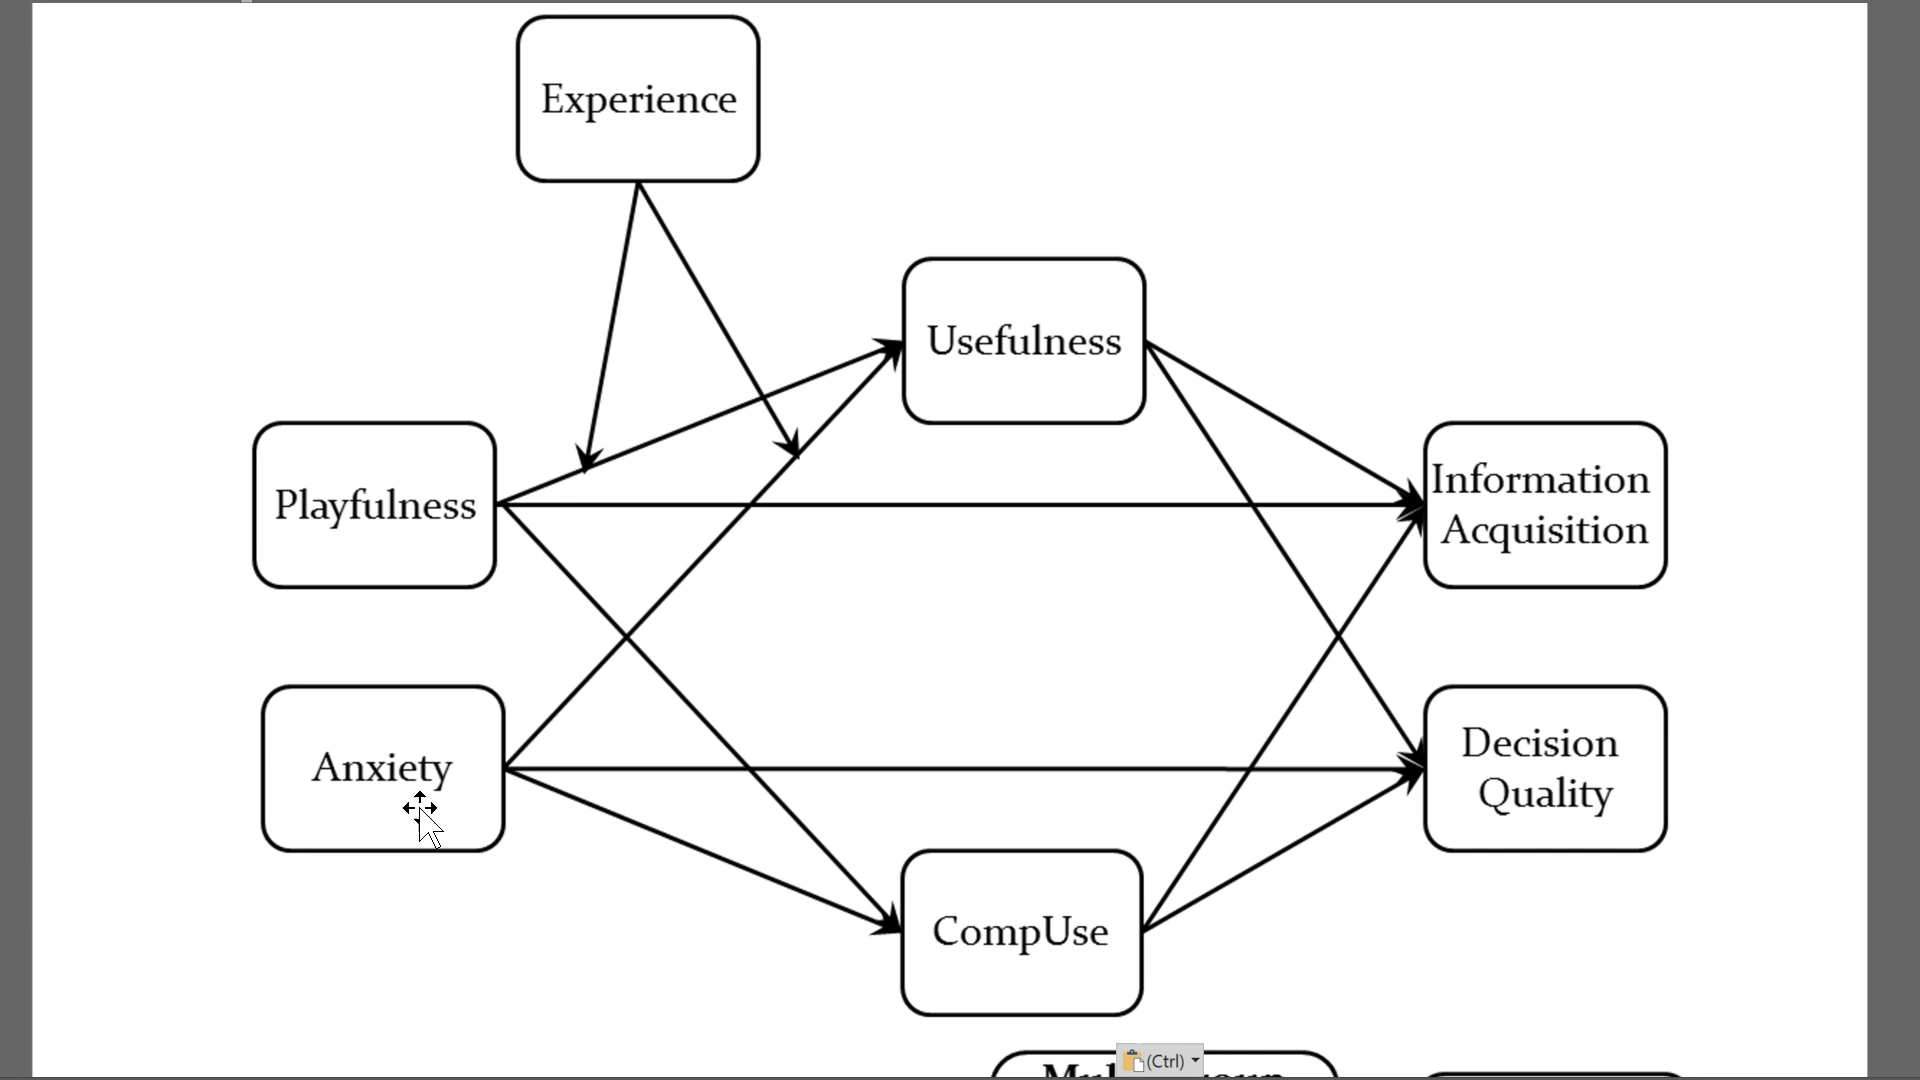 Experience
Usefulness
Playfulness
Information
Acquisition
Anxiety
Decision
Quality
CompUse
(Ctrl)